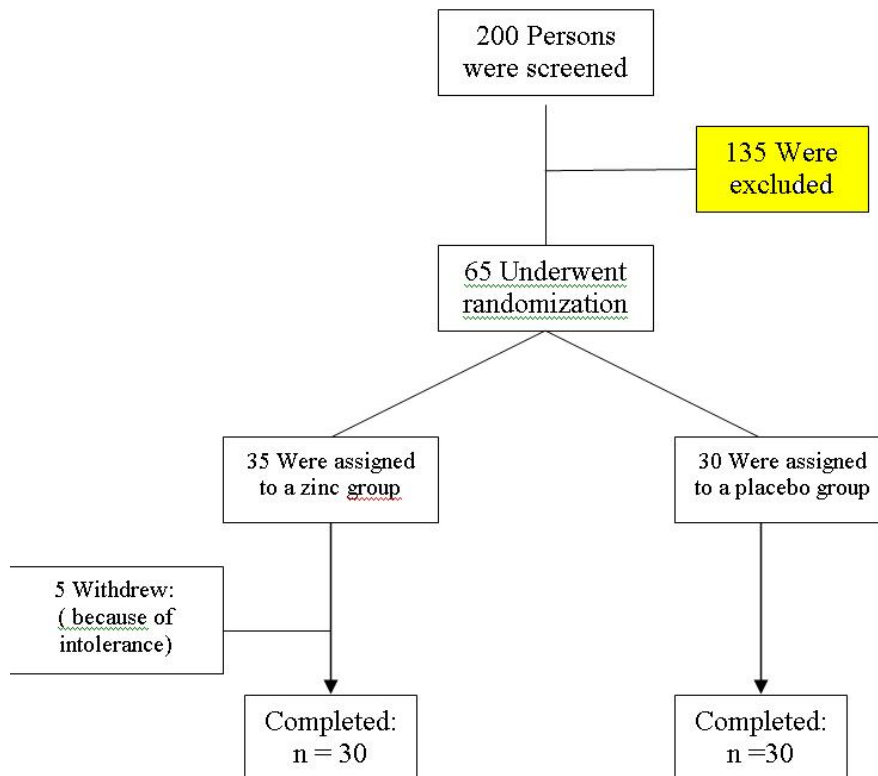 200 Persons
were screened
135 Were
excluded
65 Underwent
randomization
35 Were assigned
to a zinc group
30 Were assigned
to a placebo group
5 Withdrew:
( because of
intolerance)
Completed:
n = 30
Completed:
n =30